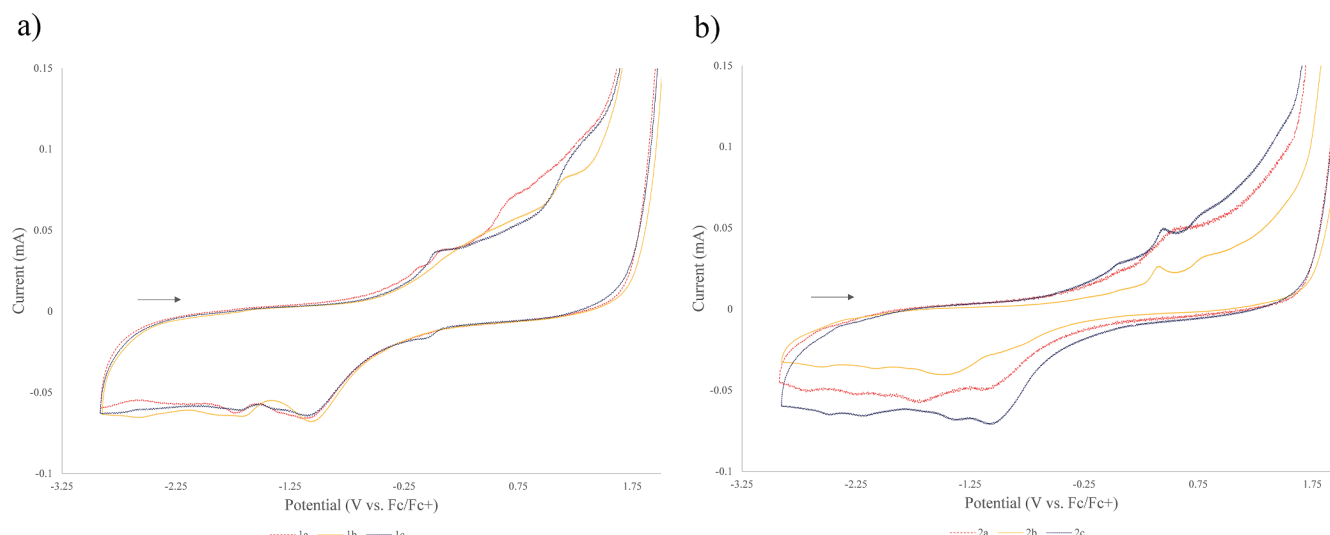 a)
0.15
0.1
0.05
0
-0.05
-0.1
Current (mA)
-3.25 -2.25 -1.25 -0.25 0.75 1.75
Potential (V vs. Fc/Fc+)
1a 1b 1c
b)
0.15
0.1
0.05
0
-0.05
-0.1
Current (mA)
-3.25 -2.25 -1.25 -0.25 0.75 1.75
Potential (V vs. Fc/Fc+)
2a 2b 2c